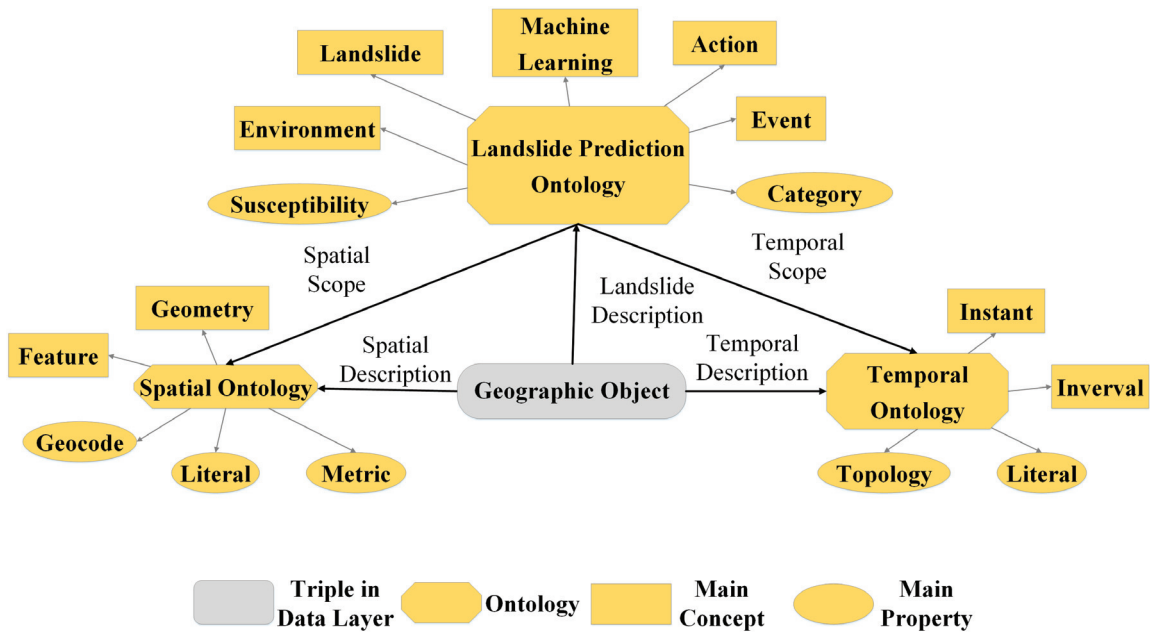 Machine
Learning
Action
Landslide
Environment
Event
Landslide Prediction
Ontology
Susceptibility
Category
Spatial
Scope
Temporal
Scope
Landslide
Description
Geometry
Instant
Feature
Spatial
Description
Temporal
Description
Spatial Ontology
Geographic Object
Temporal
Ontology
Inverval
Geocode
Literal
Metric
Topology
Literal
Triple in
Data Layer
Ontology
Main
Concept
Main
Property